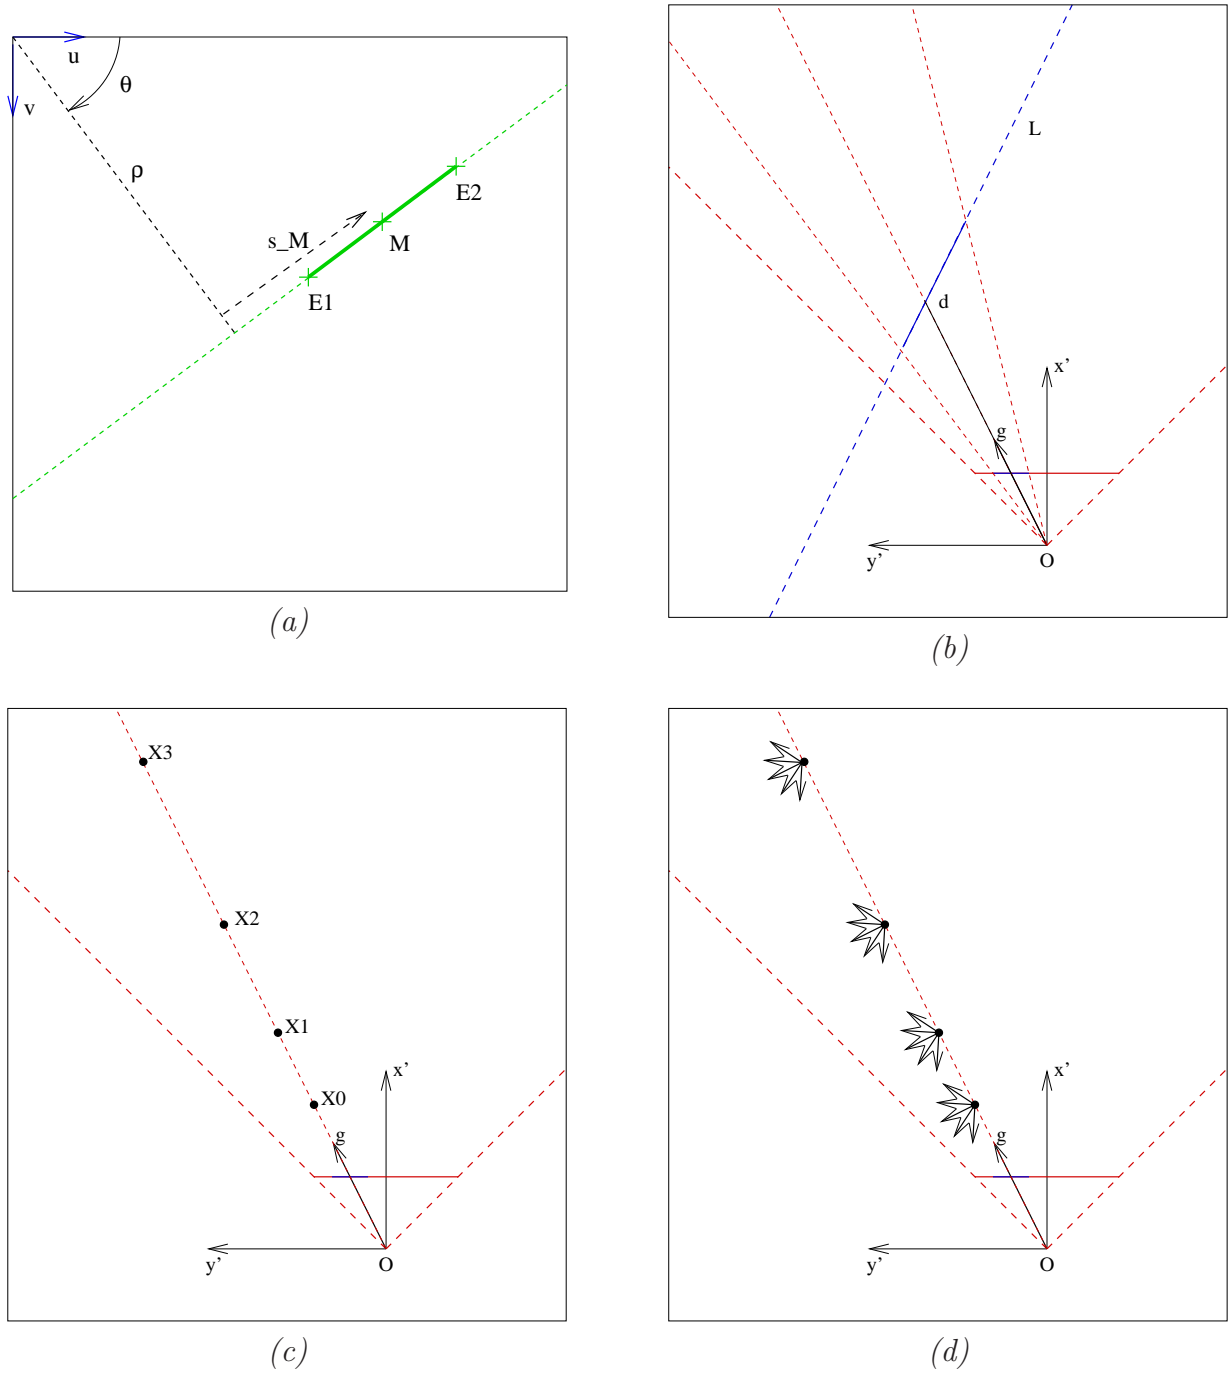 u
θ
v
ρ
E2
s_M
M
E1
(a)
L
d
x'
g
y'
O
(b)
X3
X2
X1
x'
X0
g
y'
O
(c)
x'
g
y'
O
(d)